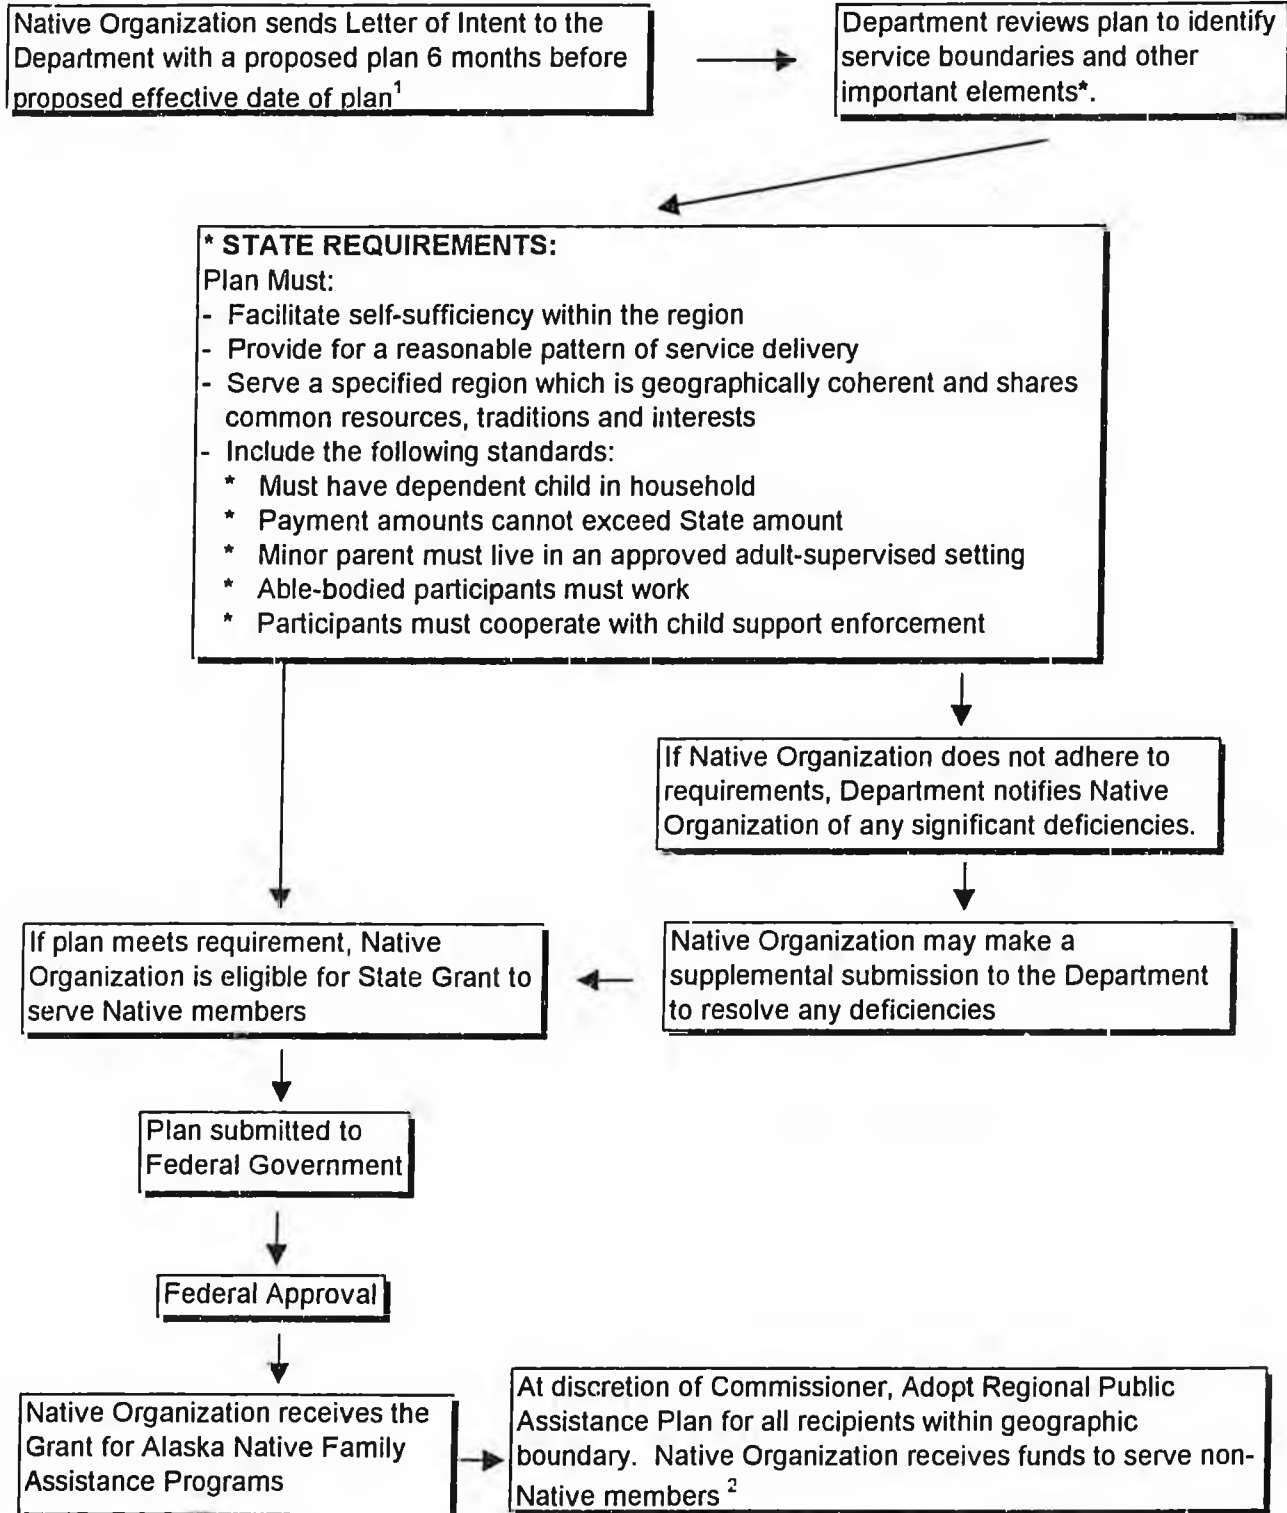 Native Organization sends Letter of Intent to the
Department with a proposed plan 6 months before
proposed effective date of plan¹
Department reviews plan to identify
service boundaries and other
important elements*.
* STATE REQUIREMENTS:
Plan Must:
- Facilitate self-sufficiency within the region
- Provide for a reasonable pattern of service delivery
- Serve a specified region which is geographically coherent and shares
common resources, traditions and interests
- Include the following standards:
* Must have dependent child in household
* Payment amounts cannot exceed State amount
* Minor parent must live in an approved adult-supervised setting
* Able-bodied participants must work
* Participants must cooperate with child support enforcement
If Native Organization does not adhere to
requirements, Department notifies Native
Organization of any significant deficiencies.
Native Organization may make a
supplemental submission to the Department
to resolve any deficiencies
If plan meets requirement, Native
Organization is eligible for State Grant to
serve Native members
Plan submitted to
Federal Government
Federal Approval
Native Organization receives the
Grant for Alaska Native Family
Assistance Programs
At discretion of Commissioner, Adopt Regional Public
Assistance Plan for all recipients within geographic
boundary. Native Organization receives funds to serve non-
Native members ²